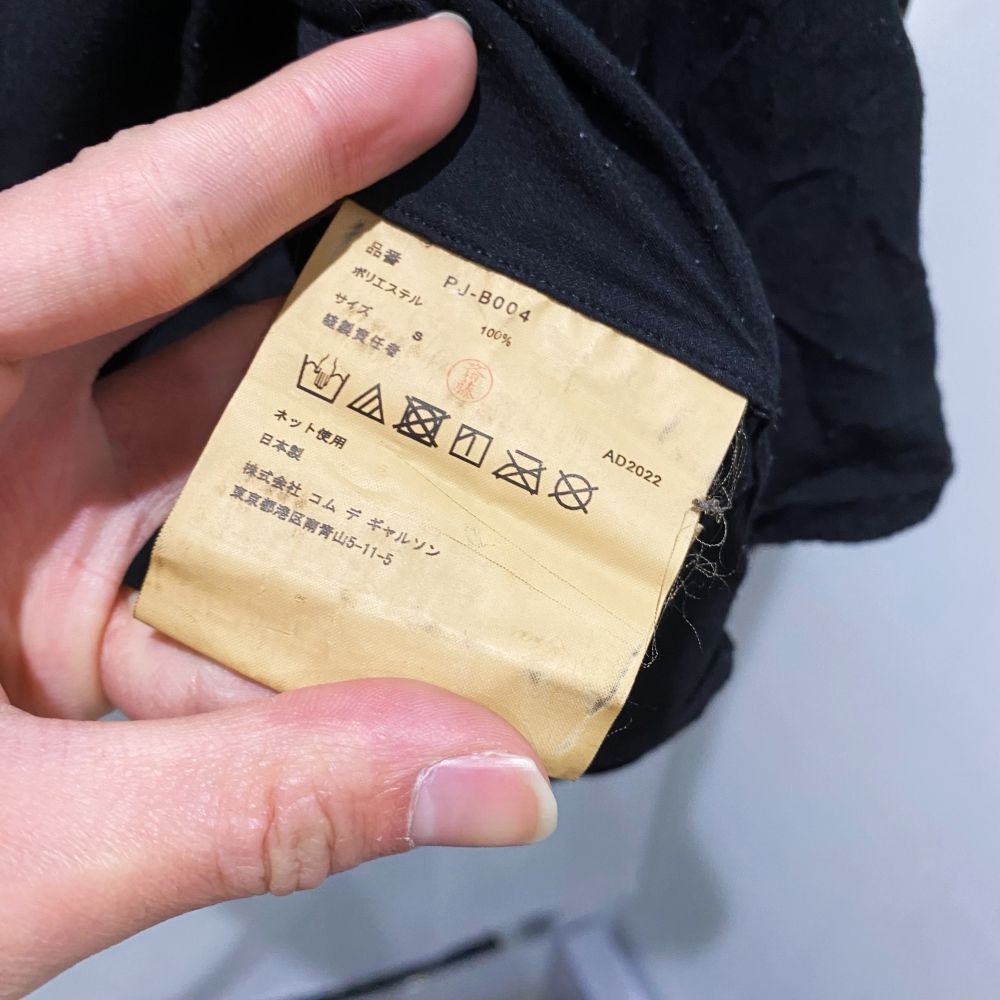 品番 PJ-B004
ポリエステル 100%
サイズ S
縫製責任者 斎藤
AD2022
ネット使用
日本製
株式会社 コム デ ギャルソン
東京都港区南青山5-11-5